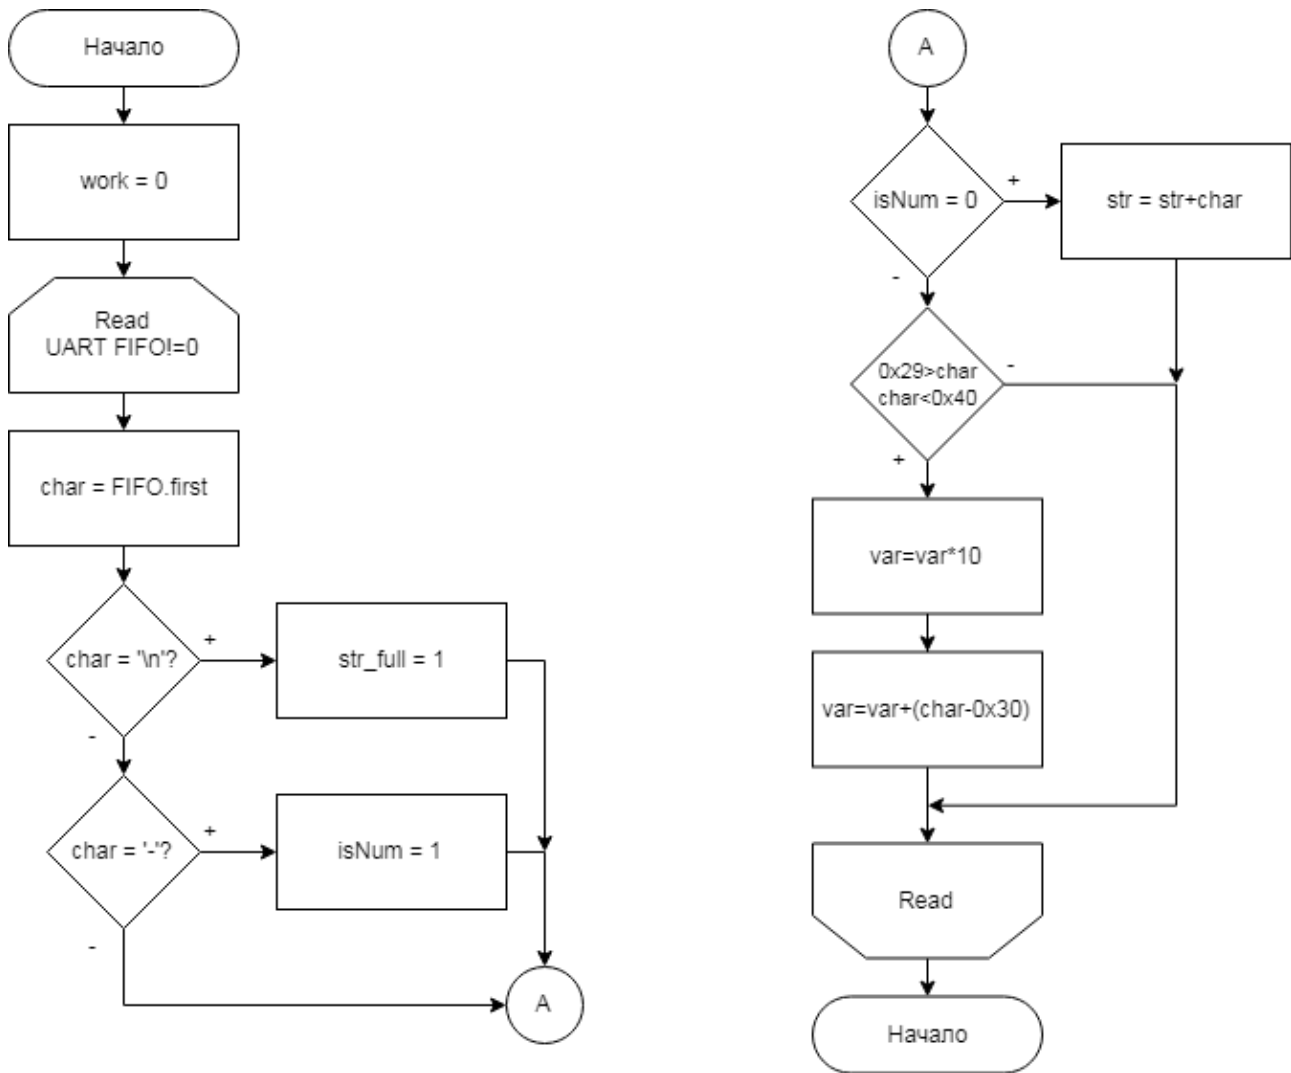 Начало
work = 0
Read
UART FIFO!=0
char = FIFO.first
char = '\n'?
+
str_full = 1
-
char = '-'?
+
isNum = 1
-
A
A
isNum = 0
+
str = str+char
-
0x29>char
char<0x40
-
+
var=var*10
var=var+(char-0x30)
Read
Начало